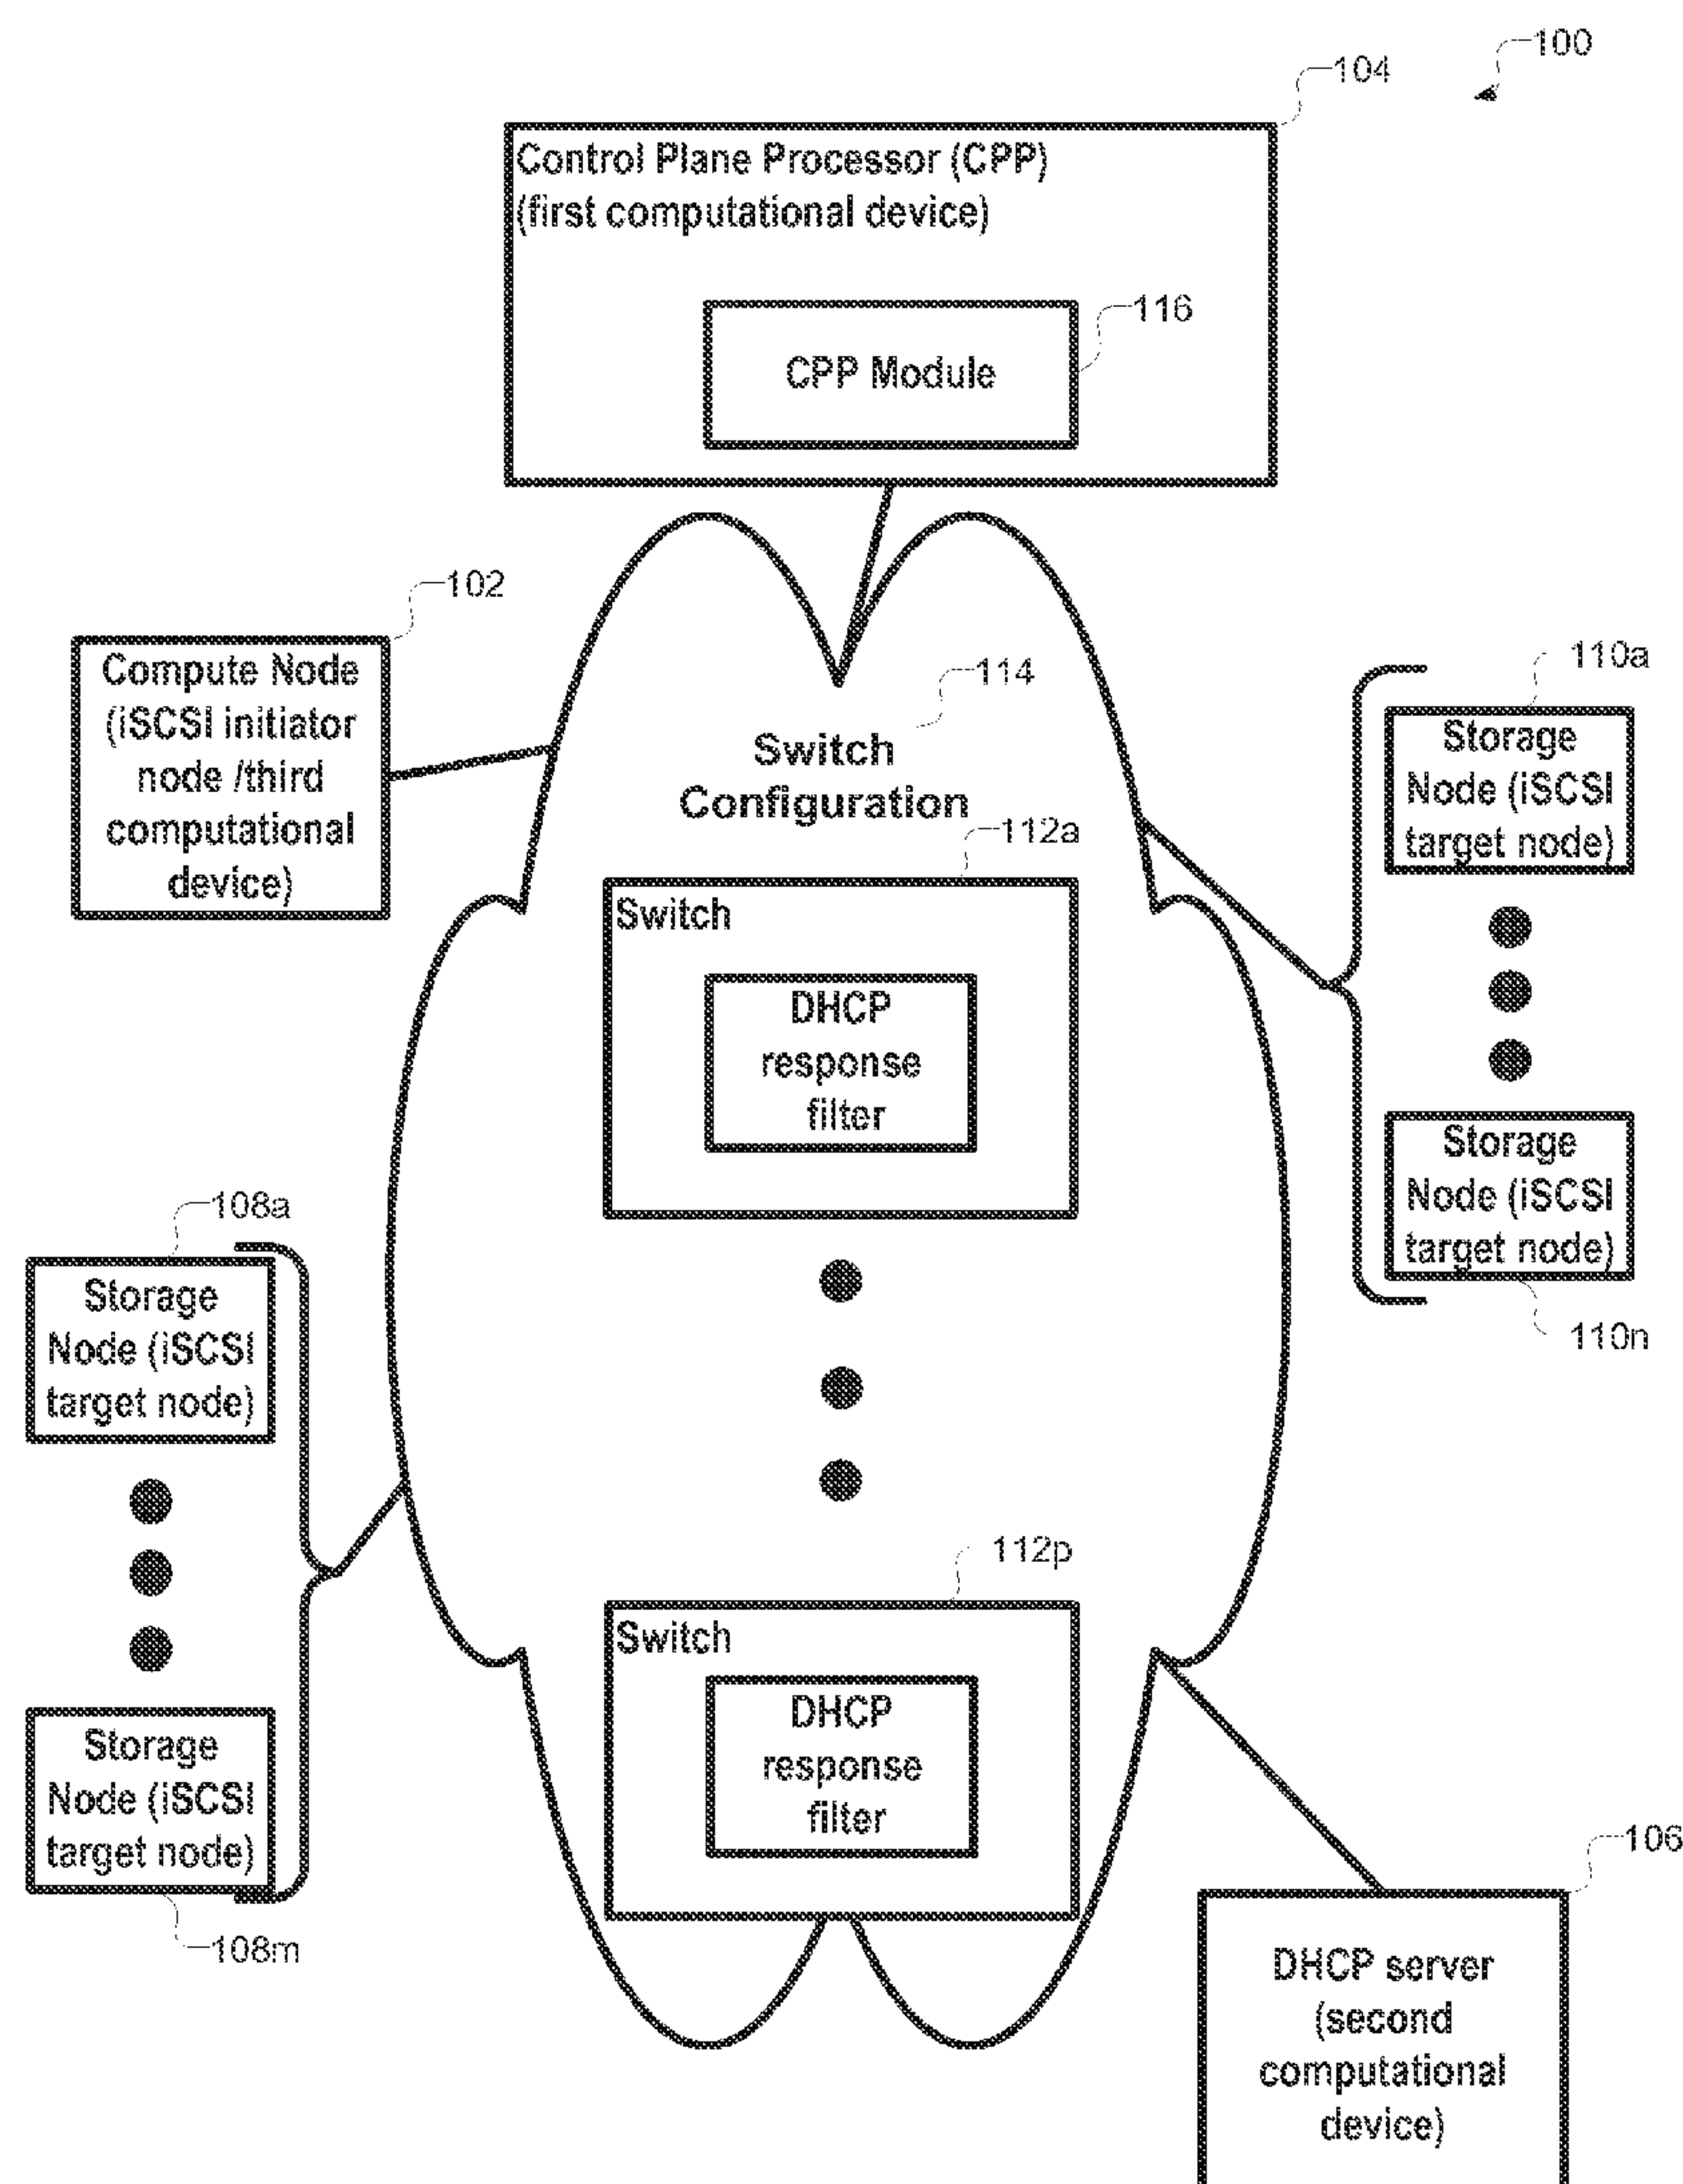 100
104
Control Plane Processor (CPP)
(first computational device)
116
CPP Module
102
Compute Node
(iSCSI initiator
node /third
computational
device)
114
Switch
Configuration
110a
Storage
Node (iSCSI
target node)
112a
Switch
DHCP
response
filter
Storage
Node (iSCSI
target node)
110n
108a
Storage
Node (iSCSI
target node)
112p
Switch
DHCP
response
filter
Storage
Node (iSCSI
target node)
108m
106
DHCP server
(second
computational
device)